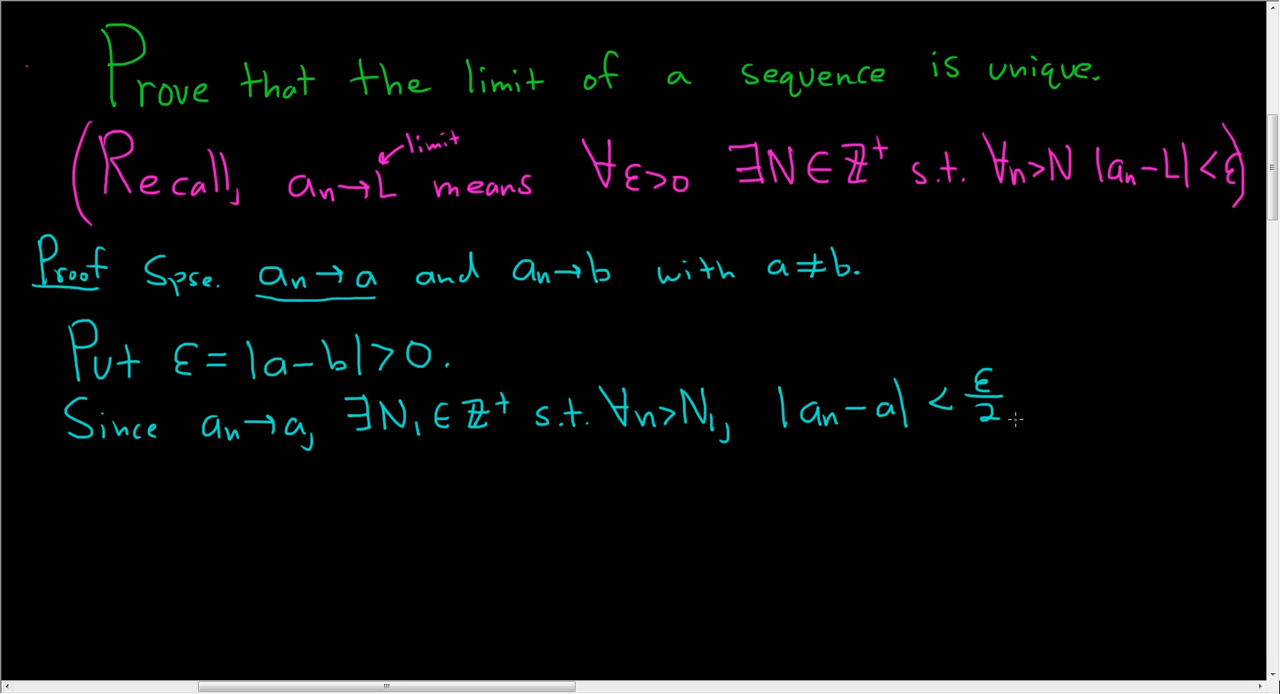 Prove that the limit of a sequence is unique.
limit
(Recall, aₙ→L means ∀ε>0 ∃N∈ℤ⁺ s.t. ∀n>N |aₙ-L|<ε)
Proof Spse. aₙ→a and aₙ→b with a≠b.
Put ε=|a-b|>0.
Since aₙ→a, ∃N₁∈ℤ⁺ s.t. ∀n>N₁, |aₙ-a| < ε/2